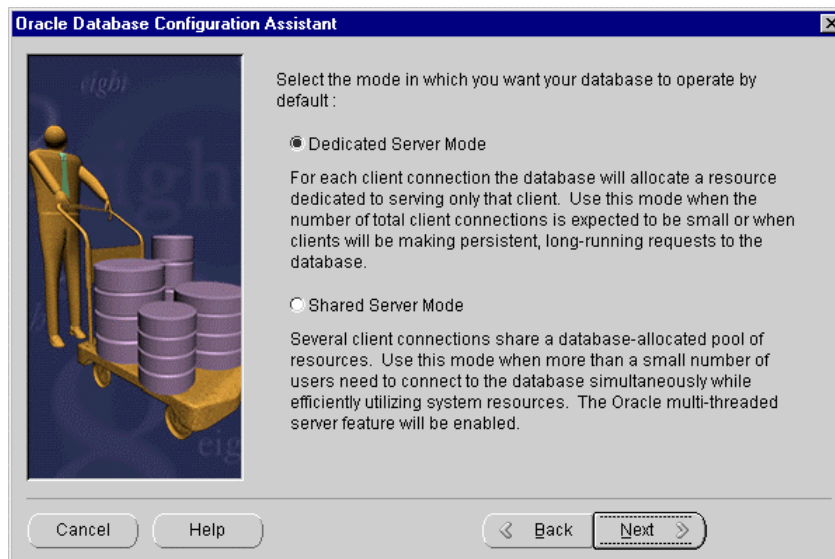 Oracle Database Configuration Assistant
eight
eigh
eig
Select the mode in which you want your database to operate by
default :
Dedicated Server Mode
For each client connection the database will allocate a resource
dedicated to serving only that client. Use this mode when the
number of total client connections is expected to be small or when
clients will be making persistent, long-running requests to the
database.
Shared Server Mode
Several client connections share a database-allocated pool of
resources. Use this mode when more than a small number of
users need to connect to the database simultaneously while
efficiently utilizing system resources. The Oracle multi-threaded
server feature will be enabled.
Cancel
Help
Back
Next